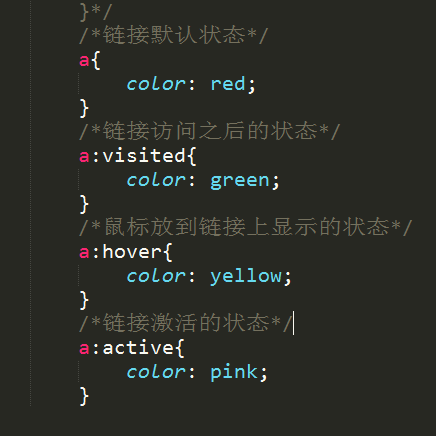 }*/
/*链接默认状态*/
a{
color: red;
}
/*链接访问之后的状态*/
a:visited{
color: green;
}
/*鼠标放到链接上显示的状态*/
a:hover{
color: yellow;
}
/*链接激活的状态*/
a:active{
color: pink;
}